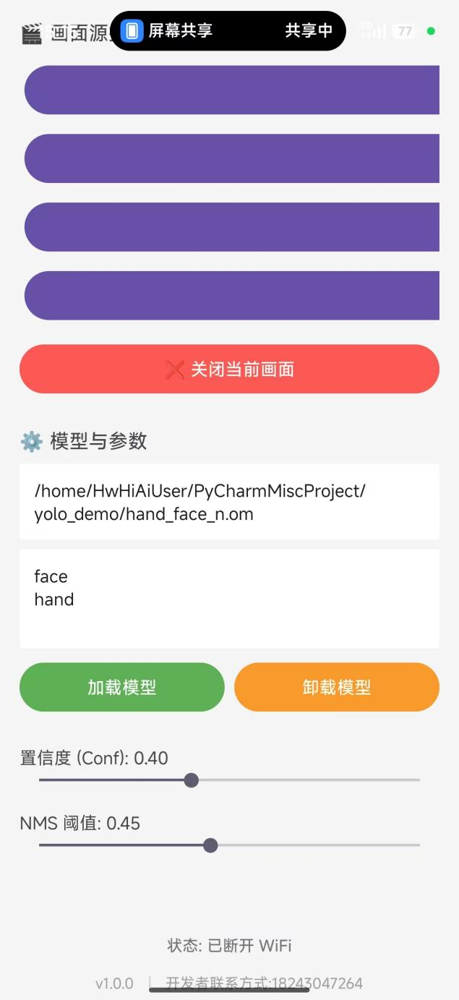 画面源
屏幕共享
共享中
5G
77
❌ 关闭当前画面
⚙️ 模型与参数
/home/HwHiAiUser/PyCharmMiscProject/
yolo_demo/hand_face_n.om
face
hand
加载模型
卸载模型
置信度 (Conf): 0.40
NMS 阈值: 0.45
状态: 已断开 WiFi
v1.0.0 | 开发者联系方式:18243047264